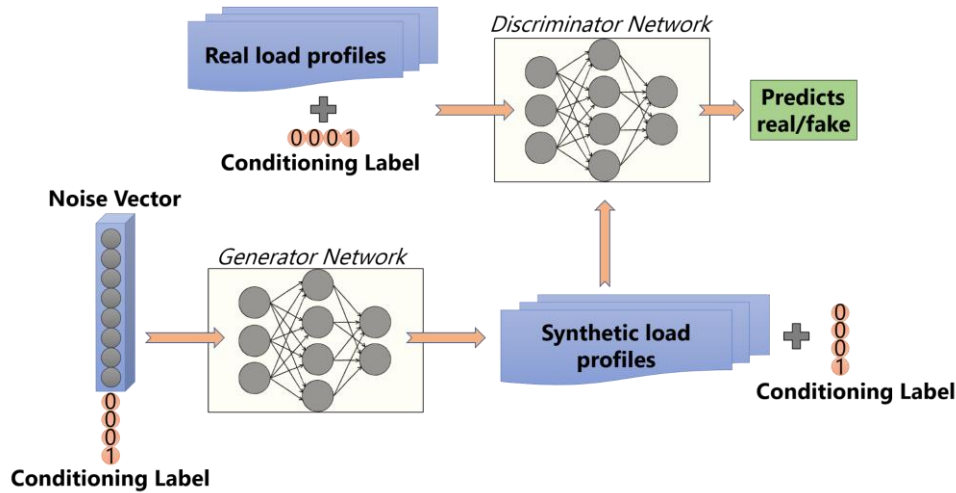 Discriminator Network
Real load profiles
0 0 0 1
Conditioning Label
Predicts
real/fake
Noise Vector
Generator Network
Synthetic load
profiles
0
0
0
1
Conditioning Label
0
0
0
1
Conditioning Label